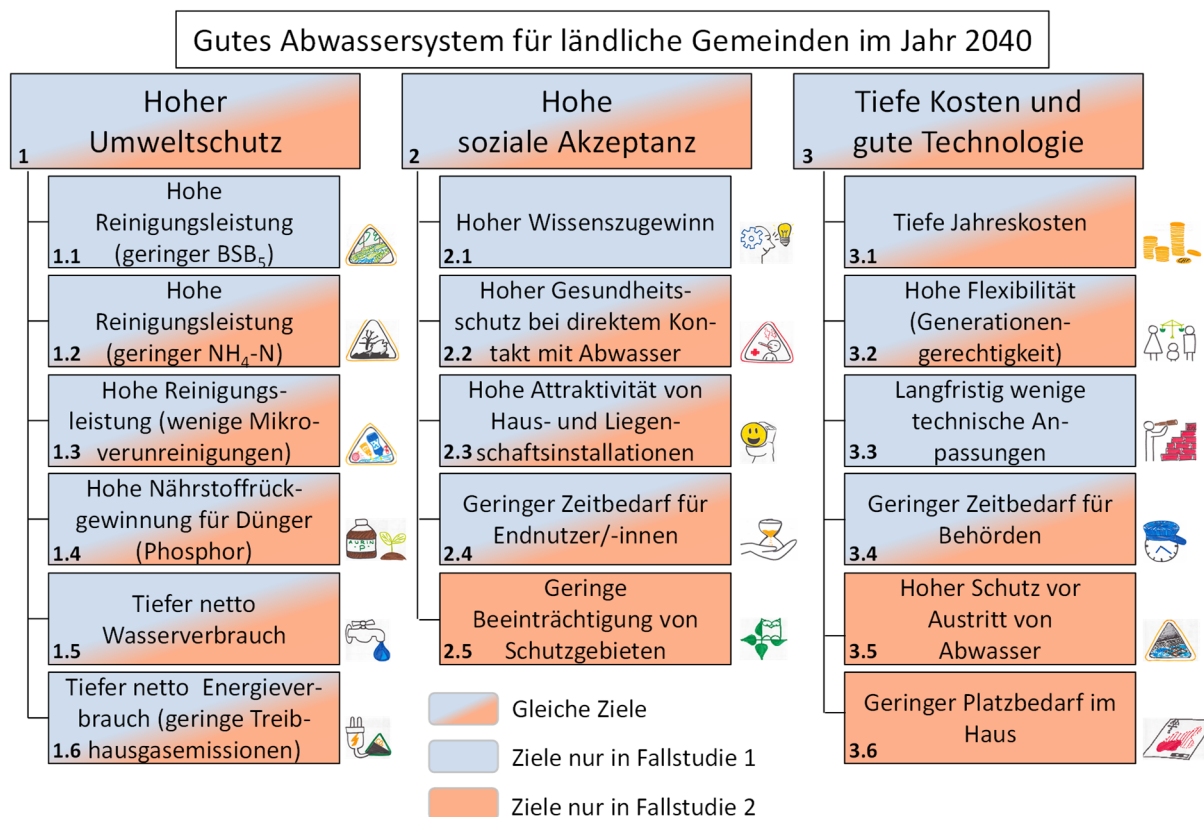 Gutes Abwassersystem für ländliche Gemeinden im Jahr 2040
Hoher
Umweltschutz
1
Hohe
Reinigungsleistung
(geringer BSB₅)
1.1
Hohe
Reinigungsleistung
(geringer NH₄-N)
1.2
Hohe Reinigungs-
leistung (wenige Mikro-
verunreinigungen)
1.3
Hohe Nährstoffrück-
gewinnung für Dünger
(Phosphor)
1.4
AURIN
-P-
Tiefer netto
Wasserverbrauch
1.5
Tiefer netto Energiever-
brauch (geringe Treib-
hausgasemissionen)
1.6
Hohe
soziale Akzeptanz
2
Hoher Wissenszugewinn
2.1
Hoher Gesundheits-
schutz bei direktem Kon-
takt mit Abwasser
2.2
Hohe Attraktivität von
Haus- und Liegen-
schaftsinstallationen
2.3
Geringer Zeitbedarf für
Endnutzer/-innen
2.4
Geringe
Beeinträchtigung von
Schutzgebieten
2.5
Tiefe Kosten und
gute Technologie
3
Tiefe Jahreskosten
3.1
Hohe Flexibilität
(Generationen-
gerechtigkeit)
3.2
Langfristig wenige
technische An-
passungen
3.3
Geringer Zeitbedarf für
Behörden
3.4
Hoher Schutz vor
Austritt von
Abwasser
3.5
Geringer Platzbedarf im
Haus
3.6
Gleiche Ziele
Ziele nur in Fallstudie 1
Ziele nur in Fallstudie 2